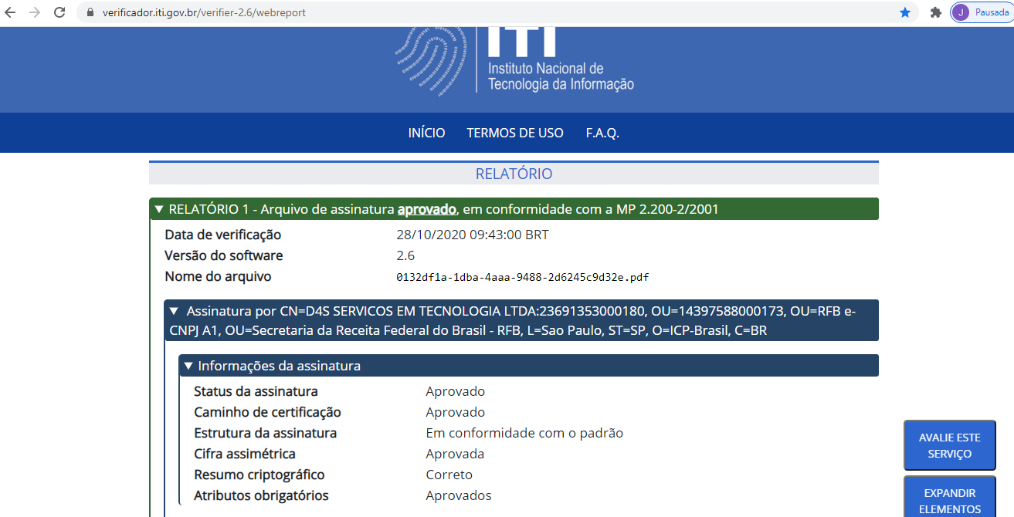 verificador.iti.gov.br/verifier-2.6/webreport
J Pausada
ITI
Instituto Nacional de
Tecnologia da Informação
INÍCIO TERMOS DE USO F.A.Q.
RELATÓRIO
▼ RELATÓRIO 1 - Arquivo de assinatura aprovado, em conformidade com a MP 2.200-2/2001
Data de verificação 28/10/2020 09:43:00 BRT
Versão do software 2.6
Nome do arquivo 0132df1a-1dba-4aaa-9488-2d6245c9d32e.pdf
▼ Assinatura por CN=D4S SERVICOS EM TECNOLOGIA LTDA:23691353000180, OU=14397588000173, OU=RFB e-
CNPJ A1, OU=Secretaria da Receita Federal do Brasil - RFB, L=Sao Paulo, ST=SP, O=ICP-Brasil, C=BR
▼ Informações da assinatura
Status da assinatura Aprovado
Caminho de certificação Aprovado
Estrutura da assinatura Em conformidade com o padrão
Cifra assimétrica Aprovada
Resumo criptográfico Correto
Atributos obrigatórios Aprovados
AVALIE ESTE
SERVIÇO
EXPANDIR
ELEMENTOS